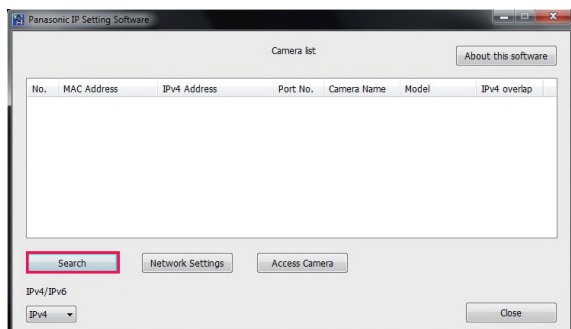 Panasonic IP Setting Software
Camera list
About this software
No. MAC Address IPv4 Address Port No. Camera Name Model IPv4 overlap
Search Network Settings Access Camera
IPv4/IPv6
IPv4 Close